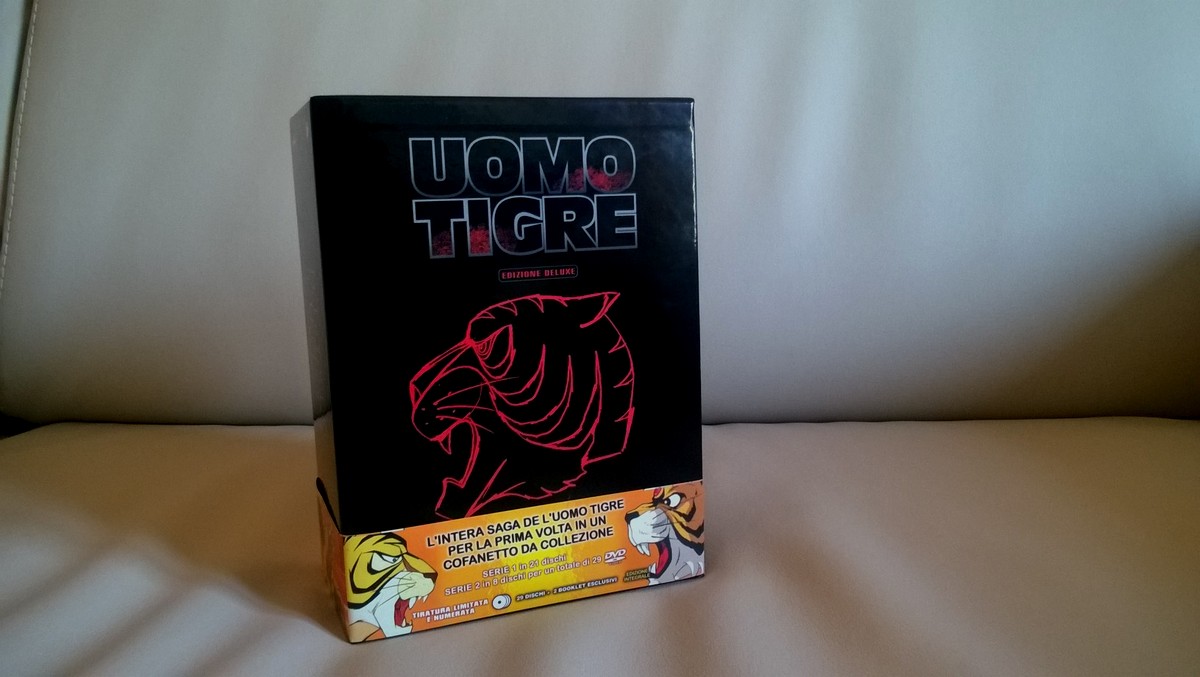 UOMO
TIGRE
EDIZIONE DELUXE
L'INTERA SAGA DE L'UOMO TIGRE
PER LA PRIMA VOLTA IN UN
COFANETTO DA COLLEZIONE
SERIE 1 in 21 dischi
SERIE 2 in 8 dischi per un totale di 29 DVD
TIRATURA LIMITATA
E NUMERATA
29 DISCHI + 2 BOOKLET ESCLUSIVI
EDIZIONE
INTEGRALE